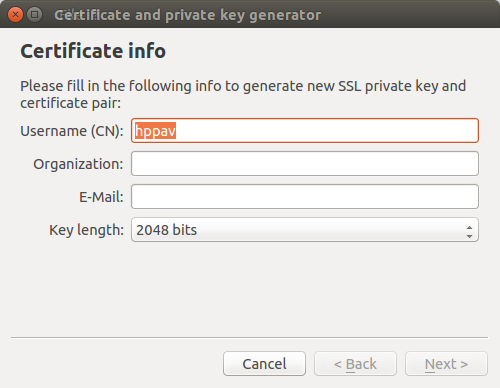 Certificate and private key generator
Certificate info
Please fill in the following info to generate new SSL private key and
certificate pair:
Username (CN): hppav
Organization:
E-Mail:
Key length: 2048 bits
Cancel < Back Next >